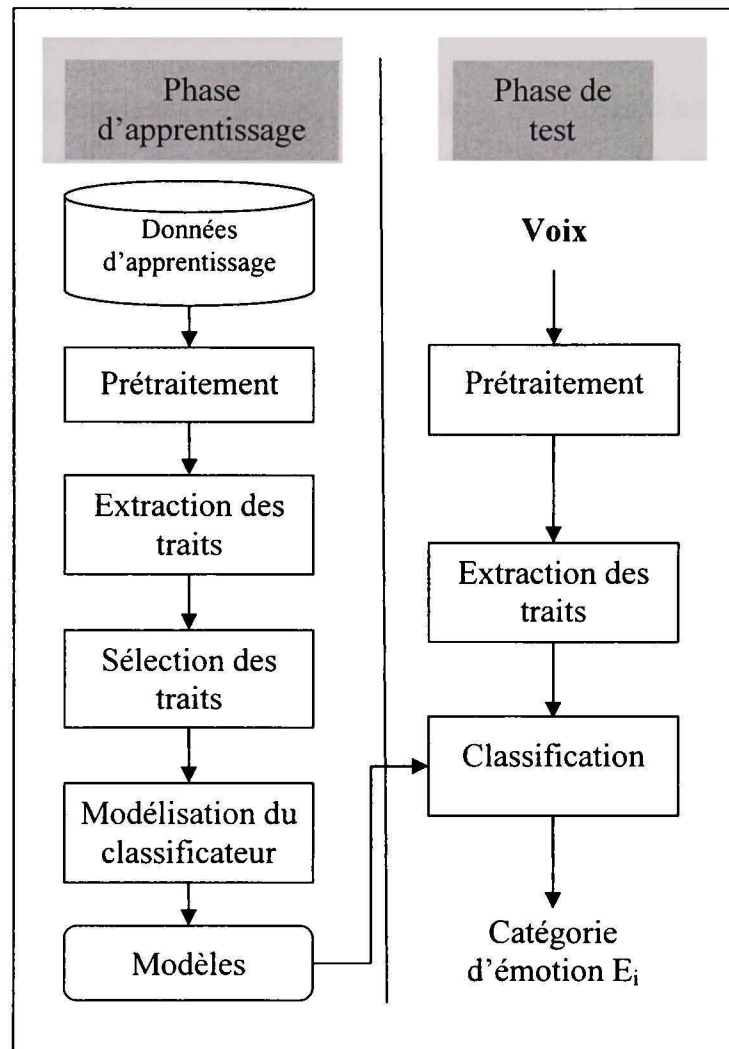 Phase
d'apprentissage
Données
d'apprentissage
Prétraitement
Extraction des
traits
Sélection des
traits
Modélisation du
classificateur
Modèles
Phase de
test
Voix
Prétraitement
Extraction des
traits
Classification
Catégorie
d'émotion Ei